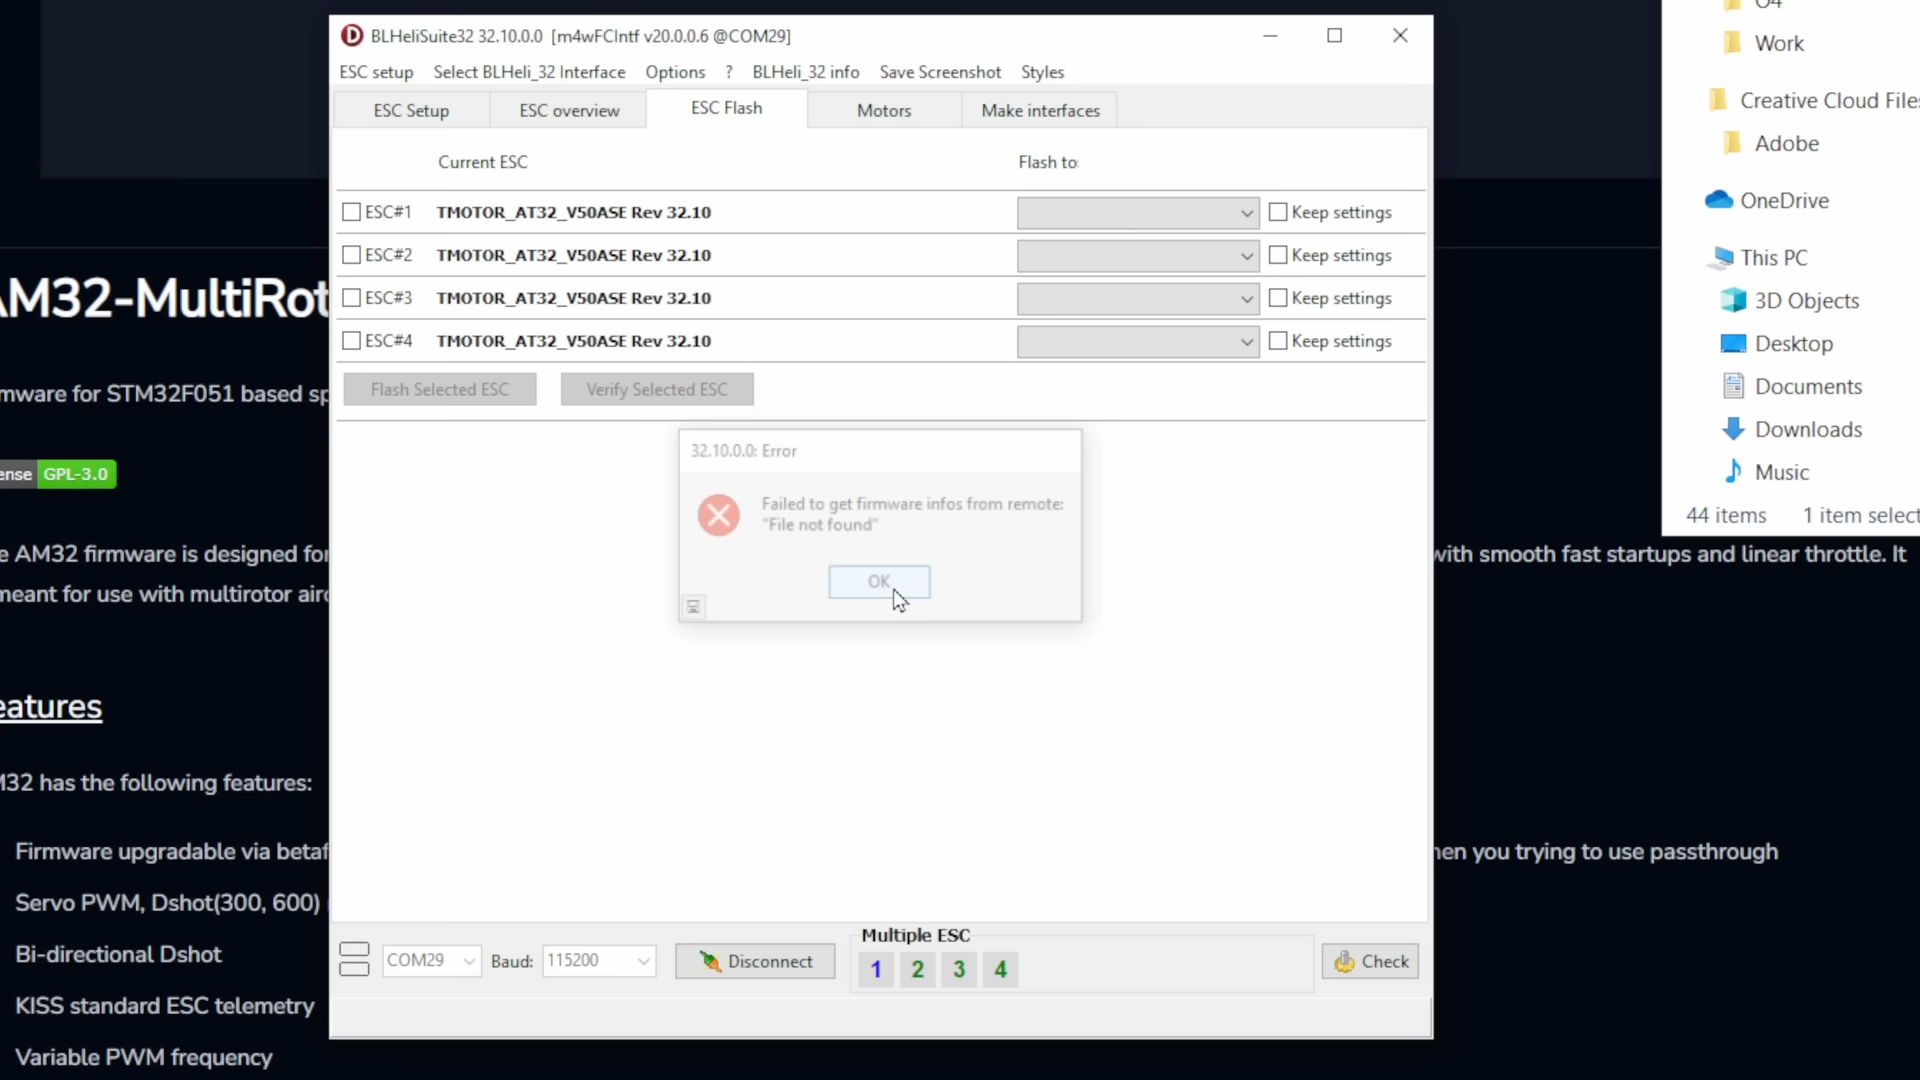 BLHeliSuite32 32.10.0.0 [m4wFCIntf v20.0.0.6 @COM29]
ESC setup Select BLHeli_32 Interface Options ? BLHeli_32 info Save Screenshot Styles
ESC Setup ESC overview ESC Flash Motors Make interfaces
Current ESC Flash to:
ESC#1 TMOTOR_AT32_V50ASE Rev 32.10 Keep settings
ESC#2 TMOTOR_AT32_V50ASE Rev 32.10 Keep settings
ESC#3 TMOTOR_AT32_V50ASE Rev 32.10 Keep settings
ESC#4 TMOTOR_AT32_V50ASE Rev 32.10 Keep settings
Flash Selected ESC Verify Selected ESC
32.10.0.0: Error
Failed to get firmware infos from remote:
"File not found"
OK
COM29 Baud: 115200 Disconnect
Multiple ESC
1 2 3 4
Check
AM32-MultiRot
mware for STM32F051 based sp
ense GPL-3.0
e AM32 firmware is designed for
with smooth fast startups and linear throttle. It
meant for use with multirotor airc
eatures
M32 has the following features:
Firmware upgradable via betaf
hen you trying to use passthrough
Servo PWM, Dshot(300, 600)
Bi-directional Dshot
KISS standard ESC telemetry
Variable PWM frequency
O4
Work
Creative Cloud Files
Adobe
OneDrive
This PC
3D Objects
Desktop
Documents
Downloads
Music
44 items 1 item select